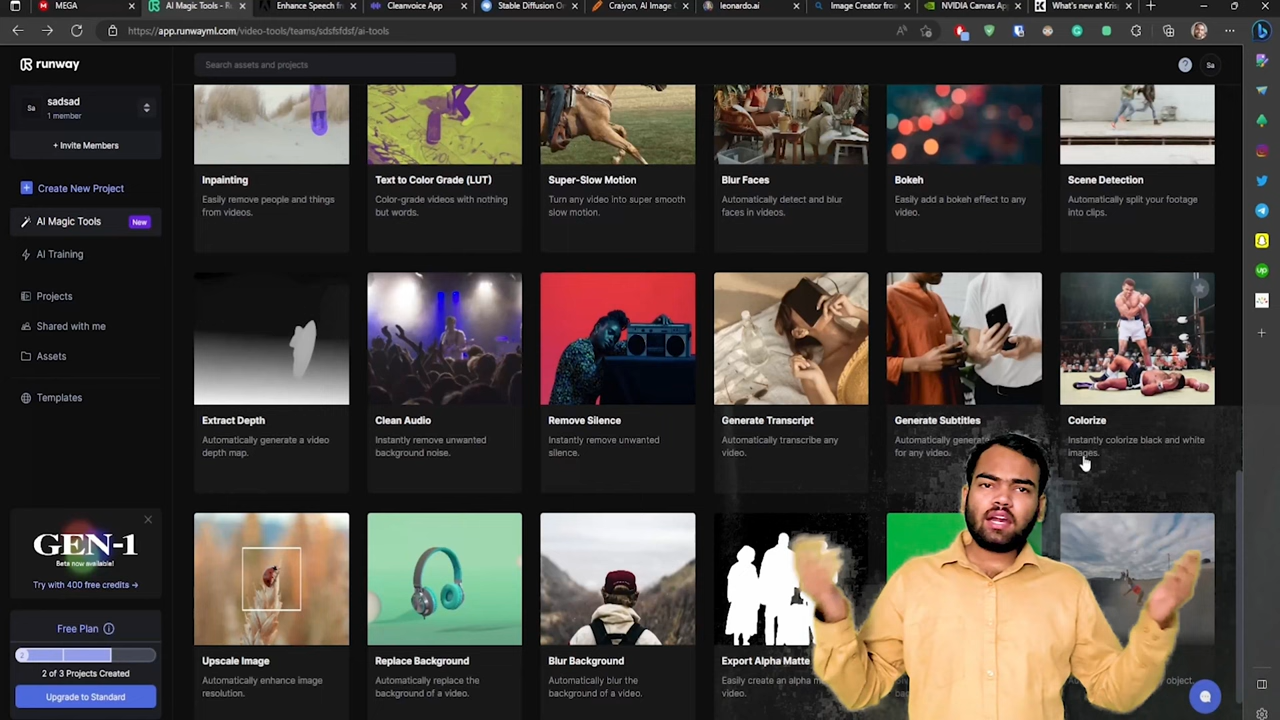 MEGA
AI Magic Tools - R
Enhance Speech fr
Cleanvoice App
Stable Diffusion On
Craiyon, AI Image C
leonardo.ai
Image Creator from
NVIDIA Canvas App
What's new at Kris
https://app.runwayml.com/video-tools/teams/sdsfsfdsf/ai-tools
runway
Search assets and projects
Sa
Sa
sadsad
1 member
+ Invite Members
Create New Project
AI Magic Tools
New
AI Training
Projects
Shared with me
Assets
Templates
GEN-1
Beta now available!
Try with 400 free credits →
Free Plan
2
2 of 3 Projects Created
Upgrade to Standard
Inpainting
Easily remove people and things
from videos.
Text to Color Grade (LUT)
Color-grade videos with nothing
but words.
Super-Slow Motion
Turn any video into super smooth
slow motion.
Blur Faces
Automatically detect and blur
faces in videos.
Bokeh
Easily add a bokeh effect to any
video.
Scene Detection
Automatically split your footage
into clips.
Extract Depth
Automatically generate a video
depth map.
Clean Audio
Instantly remove unwanted
background noise.
Remove Silence
Instantly remove unwanted
silence.
Generate Transcript
Automatically transcribe any
video.
Generate Subtitles
Automatically
for any video.
Colorize
Instantly colorize black and white
images.
Upscale Image
Automatically enhance image
resolution.
Replace Background
Automatically replace the
background of a video.
Blur Background
Automatically blur the
background of a video.
Export Alpha Matte
Easily create an alpha
video.
object.